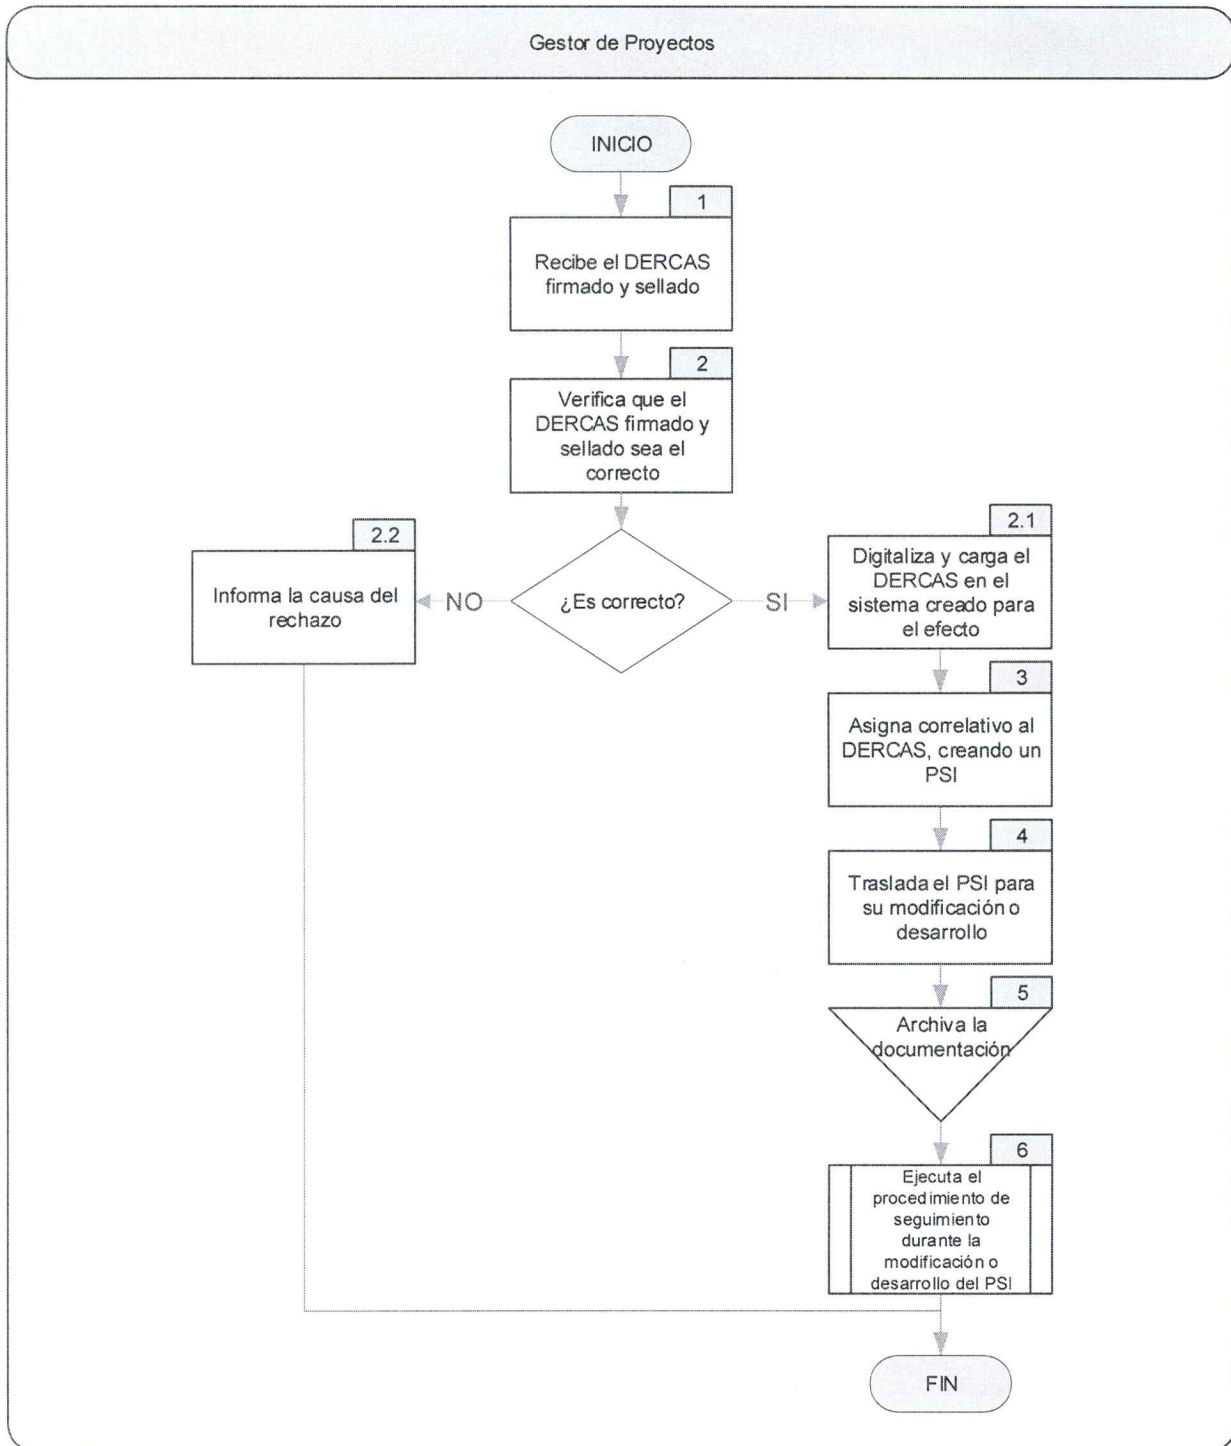 Gestor de Proyectos
INICIO
1
Recibe el DERCAS
firmado y sellado
2
Verifica que el
DERCAS firmado y
sellado sea el
correcto
¿Es correcto?
NO
SI
2.2
Informa la causa del
rechazo
2.1
Digitaliza y carga el
DERCAS en el
sistema creado para
el efecto
3
Asigna correlativo al
DERCAS, creando un
PSI
4
Traslada el PSI para
su modificación o
desarrollo
5
Archiva la
documentación
6
Ejecuta el
procedimiento de
seguimiento
durante la
modificación o
desarrollo del PSI
FIN